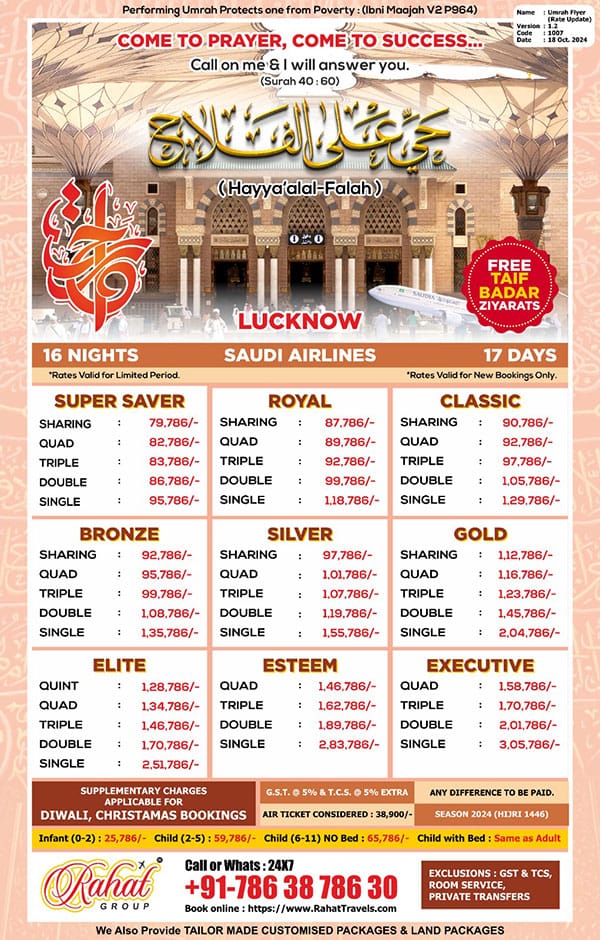 Performing Umrah Protects one from Poverty : (Ibni Maajah V2 P964)
Name : Umrah Flyer
(Rate Update)
Version : 1.2
Code : 1007
Date : 18 Oct. 2024
COME TO PRAYER, COME TO SUCCESS...
Call on me & I will answer you.
(Surah 40 : 60)
حي على الفلاح
(Hayya'alal-Falah)
FREE
TAIF
BADAR
ZIYARATS
SAUDIA
LUCKNOW
16 NIGHTS SAUDI AIRLINES 17 DAYS
*Rates Valid for Limited Period. *Rates Valid for New Bookings Only.
SUPER SAVER
SHARING : 79,786/-
QUAD : 82,786/-
TRIPLE : 83,786/-
DOUBLE : 86,786/-
SINGLE : 95,786/-
ROYAL
SHARING : 87,786/-
QUAD : 89,786/-
TRIPLE : 92,786/-
DOUBLE : 99,786/-
SINGLE : 1,18,786/-
CLASSIC
SHARING : 90,786/-
QUAD : 92,786/-
TRIPLE : 97,786/-
DOUBLE : 1,05,786/-
SINGLE : 1,29,786/-
BRONZE
SHARING : 92,786/-
QUAD : 95,786/-
TRIPLE : 99,786/-
DOUBLE : 1,08,786/-
SINGLE : 1,35,786/-
SILVER
SHARING : 97,786/-
QUAD : 1,01,786/-
TRIPLE : 1,07,786/-
DOUBLE : 1,19,786/-
SINGLE : 1,55,786/-
GOLD
SHARING : 1,12,786/-
QUAD : 1,16,786/-
TRIPLE : 1,23,786/-
DOUBLE : 1,45,786/-
SINGLE : 2,04,786/-
ELITE
QUINT : 1,28,786/-
QUAD : 1,34,786/-
TRIPLE : 1,46,786/-
DOUBLE : 1,70,786/-
SINGLE : 2,51,786/-
ESTEEM
QUAD : 1,46,786/-
TRIPLE : 1,62,786/-
DOUBLE : 1,89,786/-
SINGLE : 2,83,786/-
EXECUTIVE
QUAD : 1,58,786/-
TRIPLE : 1,70,786/-
DOUBLE : 2,01,786/-
SINGLE : 3,05,786/-
SUPPLEMENTARY CHARGES
APPLICABLE FOR
DIWALI, CHRISTAMAS BOOKINGS
G.S.T. @ 5% & T.C.S. @ 5% EXTRA
ANY DIFFERENCE TO BE PAID.
AIR TICKET CONSIDERED : 38,900/-
SEASON 2024 (HIJRI 1446)
Infant (0-2) : 25,786/- Child (2-5) : 59,786/- Child (6-11) NO Bed : 65,786/- Child with Bed : Same as Adult
Rahat
GROUP
Call or Whats : 24X7
+91-786 38 786 30
Book online : https://www.RahatTravels.com
EXCLUSIONS : GST & TCS,
ROOM SERVICE,
PRIVATE TRANSFERS
We Also Provide TAILOR MADE CUSTOMISED PACKAGES & LAND PACKAGES